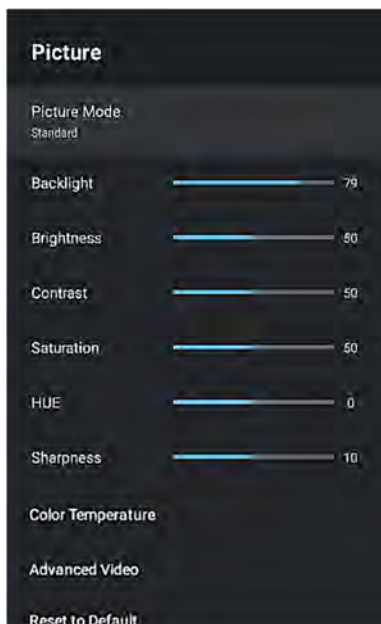 Picture
Picture Mode
Standard
Backlight 79
Brightness 50
Contrast 50
Saturation 50
HUE 0
Sharpness 10
Color Temperature
Advanced Video
Reset to Default